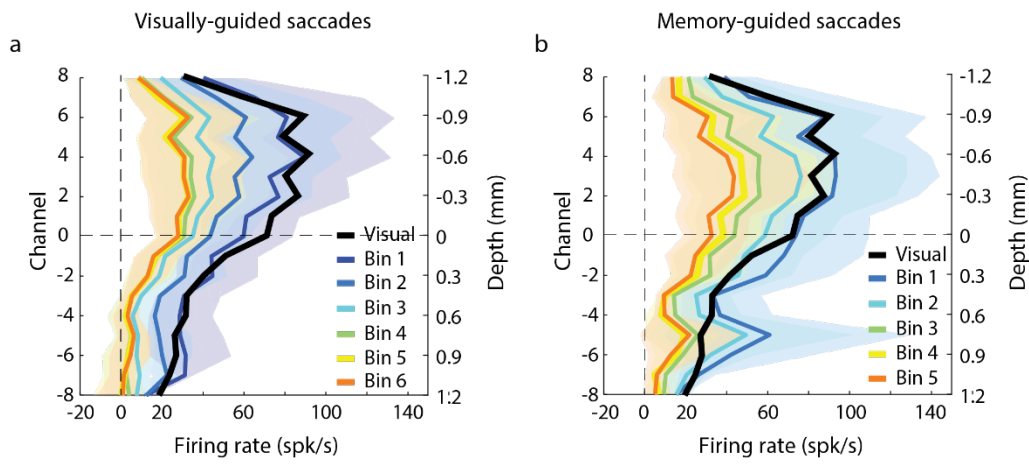 Visually-guided saccades
Memory-guided saccades
a
b
Channel
8
6
4
2
0
-2
-4
-6
-8
-20 0 20 60 100 140
Firing rate (spk/s)
-1.2
-0.9
-0.6
-0.3
0
0.3
0.6
0.9
1:2
Depth (mm)
Visual
Bin 1
Bin 2
Bin 3
Bin 4
Bin 5
Bin 6
Channel
8
6
4
2
0
-2
-4
-6
-8
-20 0 20 60 100 140
Firing rate (spk/s)
-1.2
-0.9
-0.6
-0.3
0
0.3
0.6
0.9
1:2
Depth (mm)
Visual
Bin 1
Bin 2
Bin 3
Bin 4
Bin 5